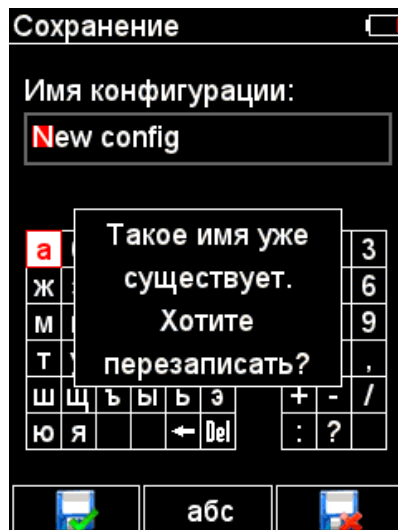 Сохранение
Имя конфигурации:
New config
Такое имя уже
существует.
Хотите
перезаписать?
а 3
ж 6
м 9
т ,
ш щ ъ ы ь э + - /
ю я ← Del : ?
абс